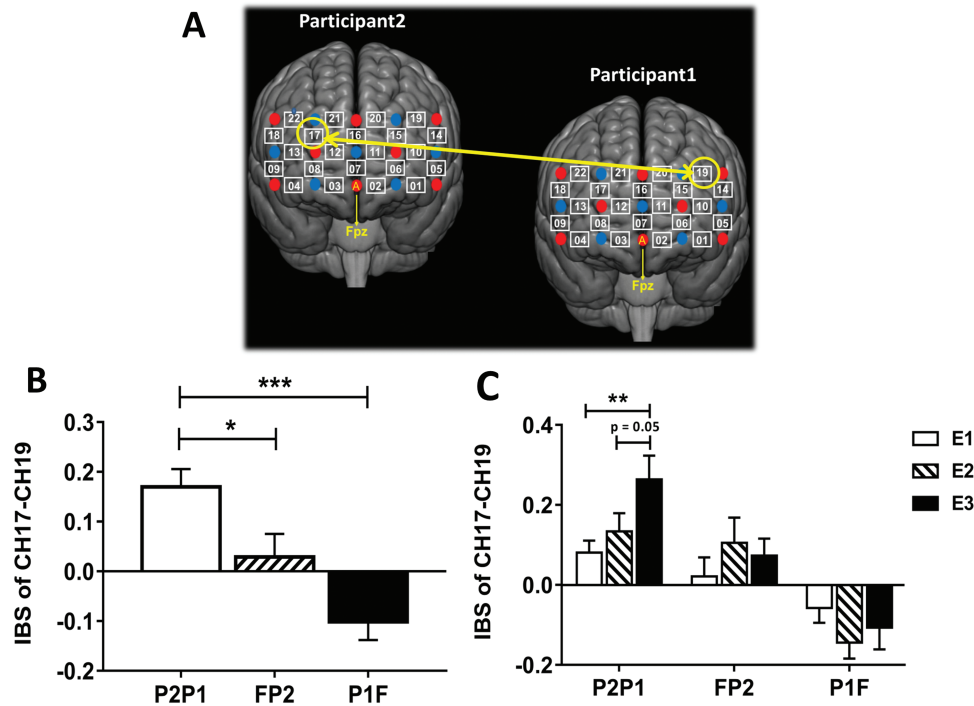 A
Participant2
Participant1
22 21 20 19
18 17 16 15 14
13 12 11 10
09 08 07 06 05
04 03 A 02 01
Fpz
22 21 20 19
18 17 16 15 14
13 12 11 10
09 08 07 06 05
04 03 A 02 01
Fpz
B
***
*
IBS of CH17-CH19
0.3
0.2
0.1
0.0
-0.1
-0.2
P2P1 FP2 P1F
C
**
p = 0.05
IBS of CH17-CH19
0.4
0.2
0.0
-0.2
P2P1 FP2 P1F
E1
E2
E3